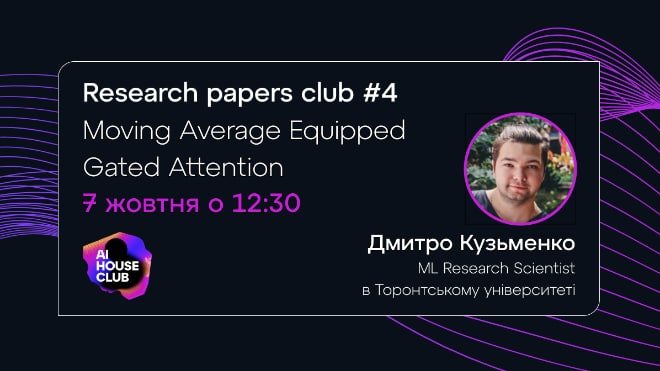 Research papers club #4
Moving Average Equipped
Gated Attention
7 жовтня о 12:30
AI
HOUSE
CLUB
Дмитро Кузьменко
ML Research Scientist
в Торонтському університеті